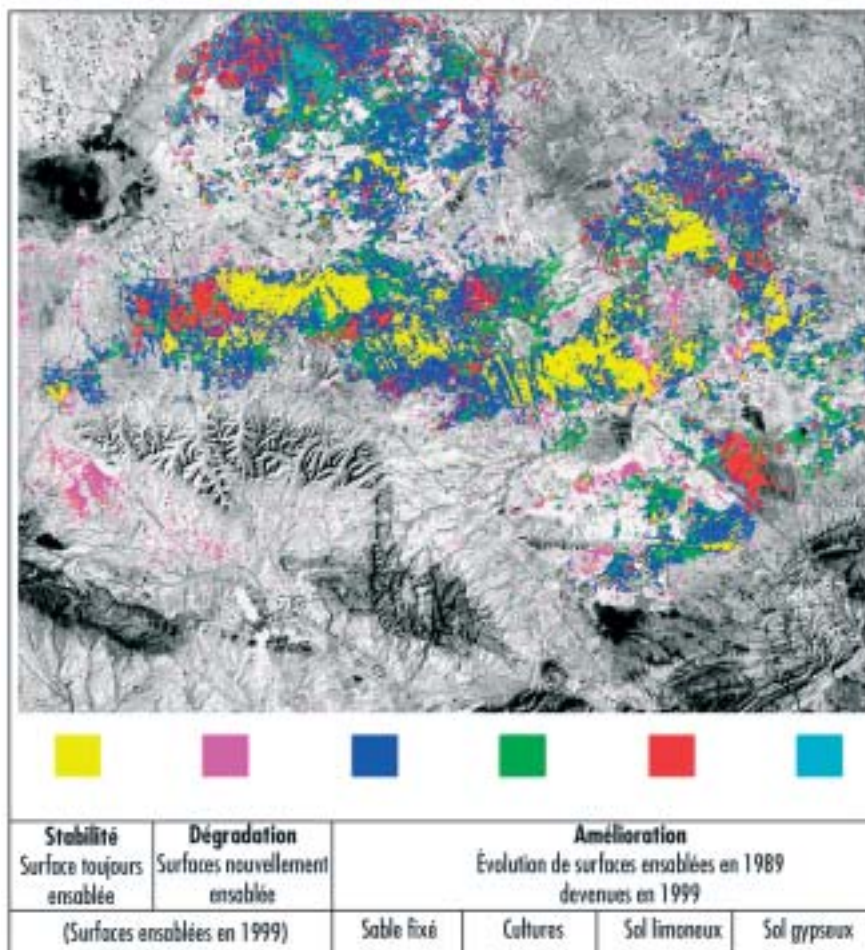 Stabilité
Surface toujours
ensablée
Dégradation
Surfaces nouvellement
ensablée
Amélioration
Évolution de surfaces ensablées en 1989
devenues en 1999
(Surfaces ensablées en 1999)
Sable fixé
Cultures
Sol limoneux
Sol gypseux